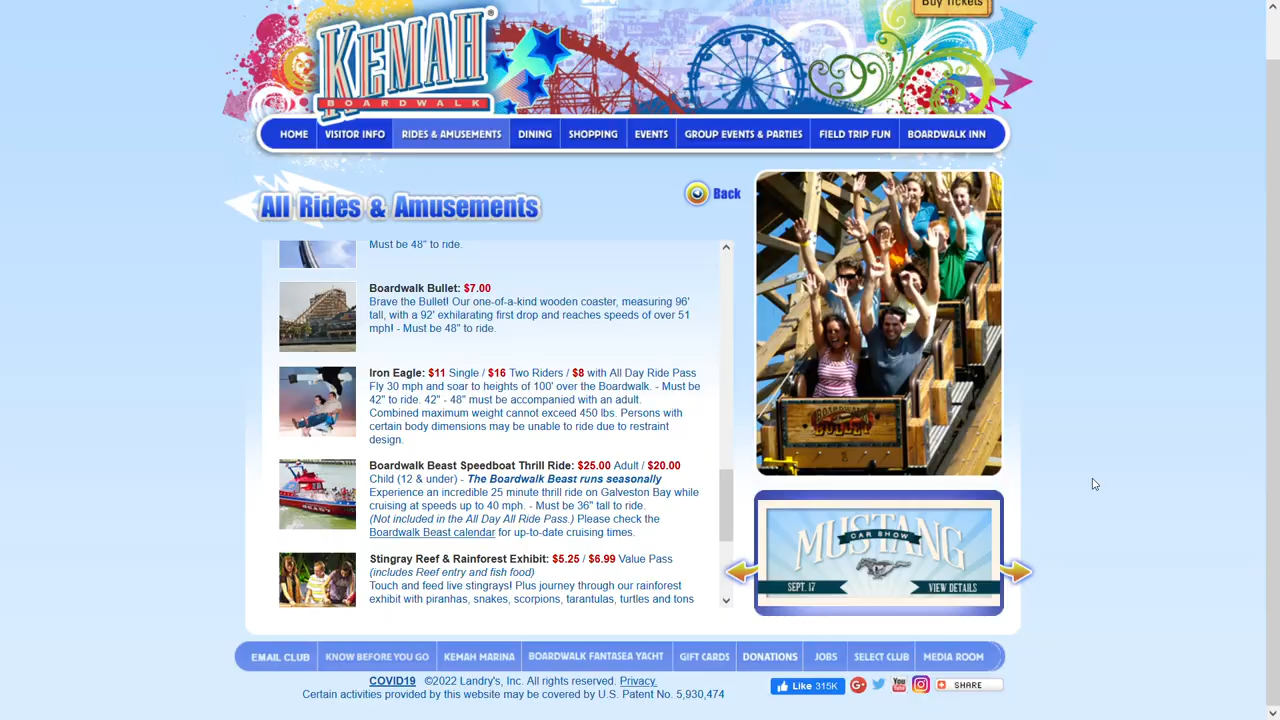 Buy Tickets
KEMAH®
BOARDWALK
HOME
VISITOR INFO
RIDES & AMUSEMENTS
DINING
SHOPPING
EVENTS
GROUP EVENTS & PARTIES
FIELD TRIP FUN
BOARDWALK INN
All Rides & Amusements
Back
Must be 48" to ride.
Boardwalk Bullet: $7.00
Brave the Bullet! Our one-of-a-kind wooden coaster, measuring 96'
tall, with a 92' exhilarating first drop and reaches speeds of over 51
mph! - Must be 48" to ride.
Iron Eagle: $11 Single / $16 Two Riders / $8 with All Day Ride Pass
Fly 30 mph and soar to heights of 100' over the Boardwalk. - Must be
42" to ride. 42" - 48" must be accompanied with an adult.
Combined maximum weight cannot exceed 450 lbs. Persons with
certain body dimensions may be unable to ride due to restraint
design.
Boardwalk Beast Speedboat Thrill Ride: $25.00 Adult / $20.00
Child (12 & under) - The Boardwalk Beast runs seasonally
Experience an incredible 25 minute thrill ride on Galveston Bay while
cruising at speeds up to 40 mph. - Must be 36" tall to ride.
(Not included in the All Day All Ride Pass.) Please check the
Boardwalk Beast calendar for up-to-date cruising times.
Stingray Reef & Rainforest Exhibit: $5.25 / $6.99 Value Pass
(includes Reef entry and fish food)
Touch and feed live stingrays! Plus journey through our rainforest
exhibit with piranhas, snakes, scorpions, tarantulas, turtles and tons
BOARDWALK
BULLET
MUSTANG
CAR SHOW
SEPT. 17
VIEW DETAILS
EMAIL CLUB
KNOW BEFORE YOU GO
KEMAH MARINA
BOARDWALK FANTASEA YACHT
GIFT CARDS
DONATIONS
JOBS
SELECT CLUB
MEDIA ROOM
COVID19 ©2022 Landry's, Inc. All rights reserved. Privacy.
Certain activities provided by this website may be covered by U.S. Patent No. 5,930,474
Like 315K
G+
You Tube
SHARE